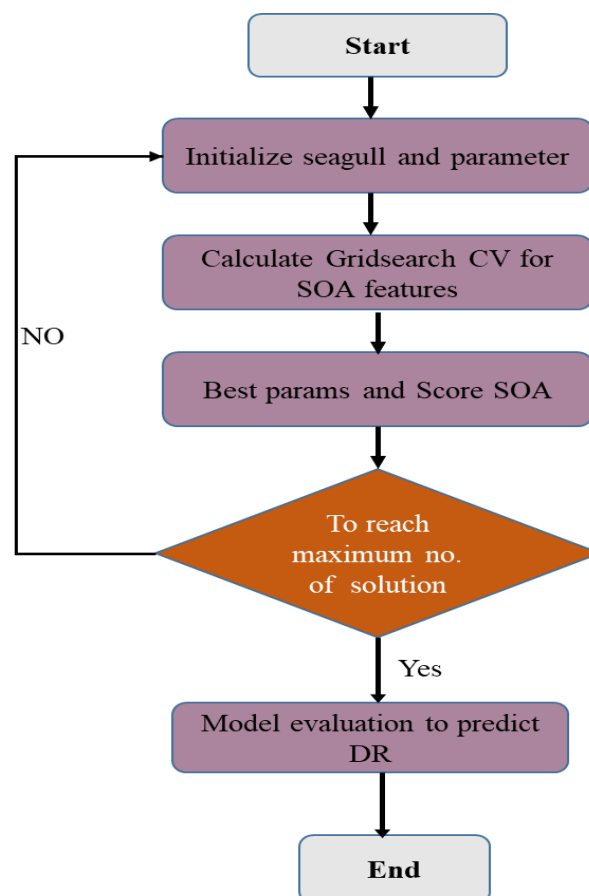 Start
Initialize seagull and parameter
Calculate Gridsearch CV for
SOA features
NO
Best params and Score SOA
To reach
maximum no.
of solution
Yes
Model evaluation to predict
DR
End